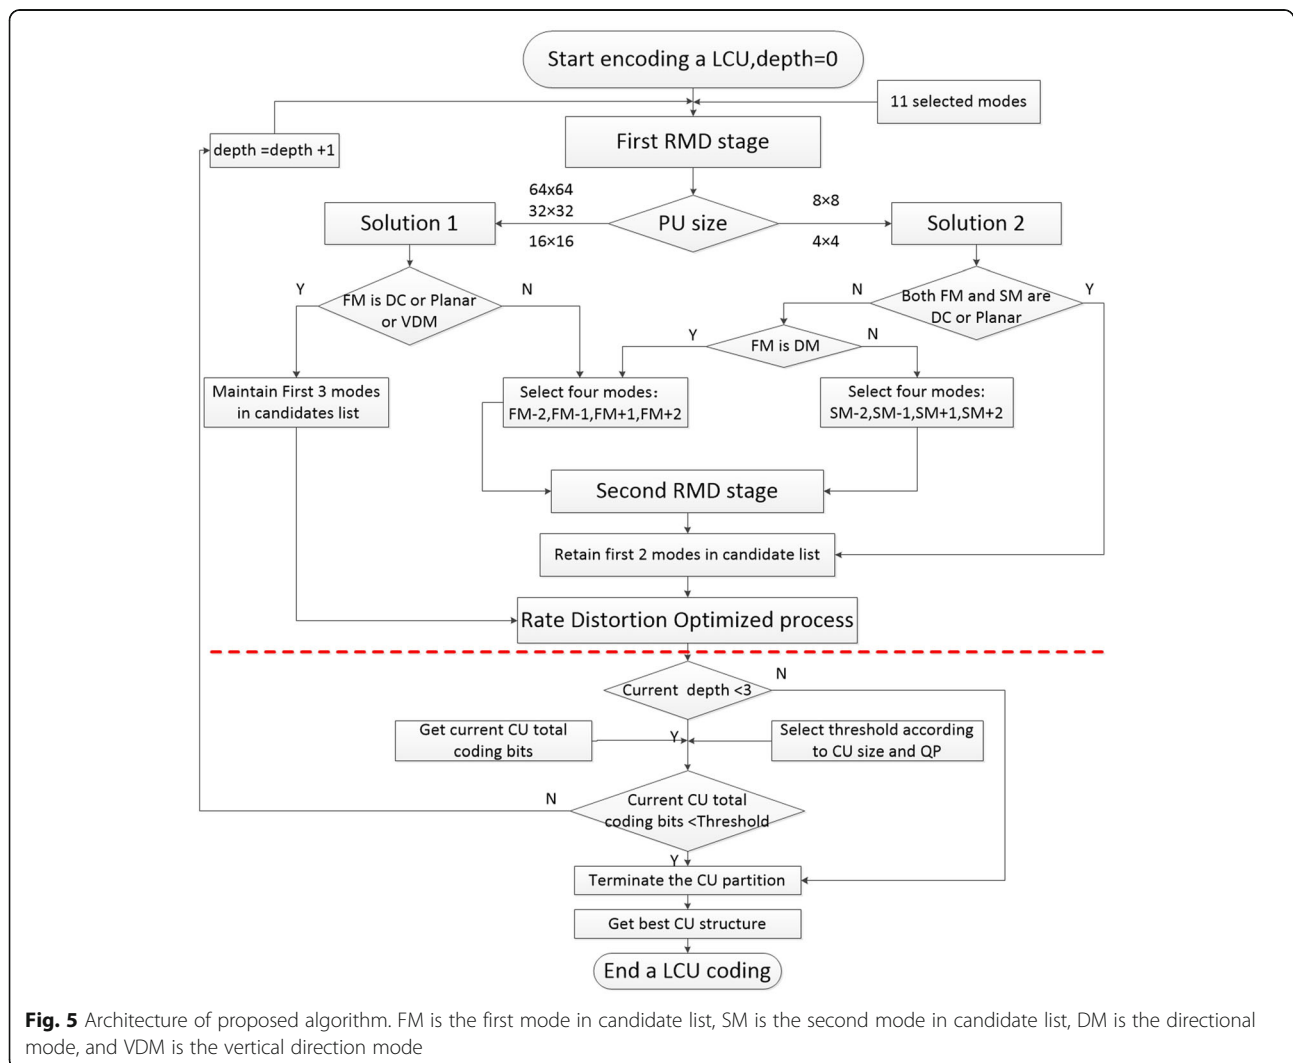 Start encoding a LCU,depth=0
11 selected modes
depth =depth +1
First RMD stage
64x64
32×32
16×16
PU size
8×8
4×4
Solution 1
Solution 2
Y
FM is DC or Planar
or VDM
N
N
Both FM and SM are
DC or Planar
Y
Y
FM is DM
N
Maintain First 3 modes
in candidates list
Select four modes:
FM-2,FM-1,FM+1,FM+2
Select four modes:
SM-2,SM-1,SM+1,SM+2
Second RMD stage
Retain first 2 modes in candidate list
Rate Distortion Optimized process
Current depth <3
N
Get current CU total
coding bits
Y
Select threshold according
to CU size and QP
N
Current CU total
coding bits <Threshold
Y
Terminate the CU partition
Get best CU structure
End a LCU coding
Fig. 5 Architecture of proposed algorithm. FM is the first mode in candidate list, SM is the second mode in candidate list, DM is the directional
mode, and VDM is the vertical direction mode